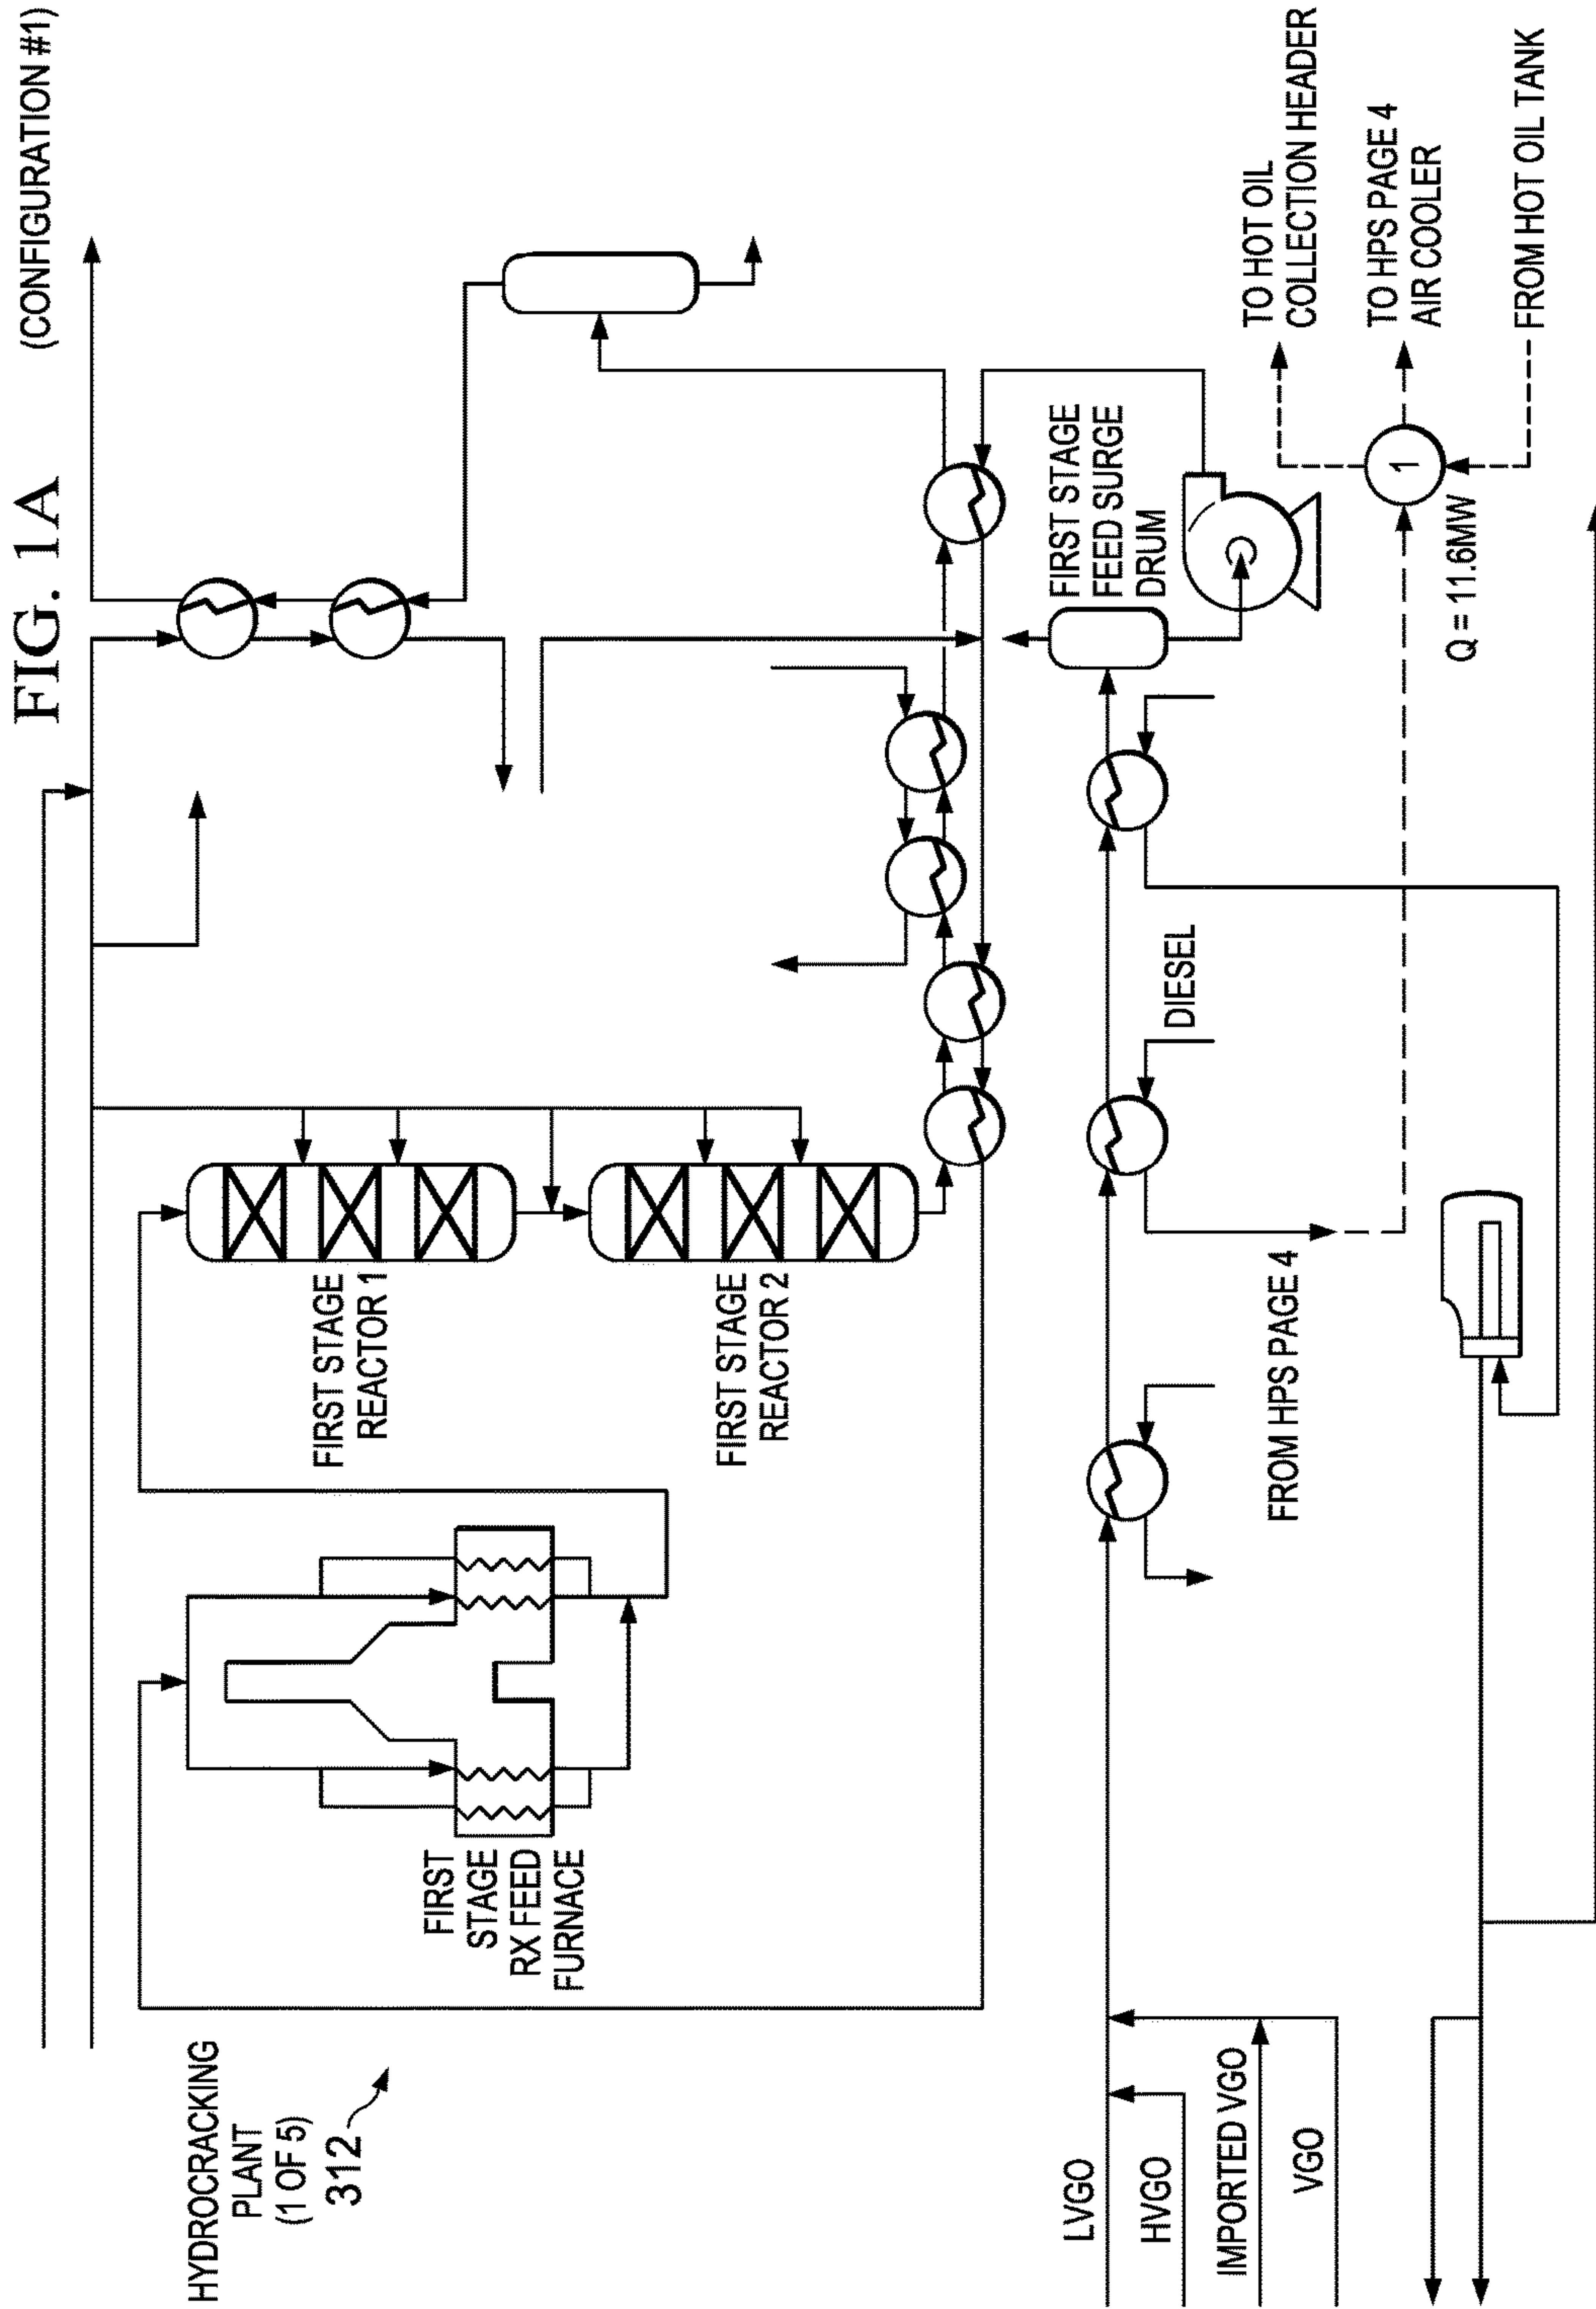 FIG. 1A
(CONFIGURATION #1)
HYDROCRACKING
PLANT
(1 OF 5)
312
FIRST
STAGE
RX FEED
FURNACE
FIRST STAGE
REACTOR 1
FIRST STAGE
REACTOR 2
FIRST STAGE
FEED SURGE
DRUM
LVGO
HVGO
IMPORTED VGO
VGO
DIESEL
FROM HPS PAGE 4
Q = 11.6MW
1
TO HOT OIL
COLLECTION HEADER
TO HPS PAGE 4
AIR COOLER
FROM HOT OIL TANK